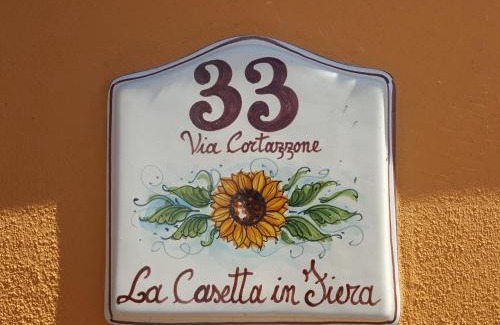 33
Via Cortazzone
La Casetta in Fiera